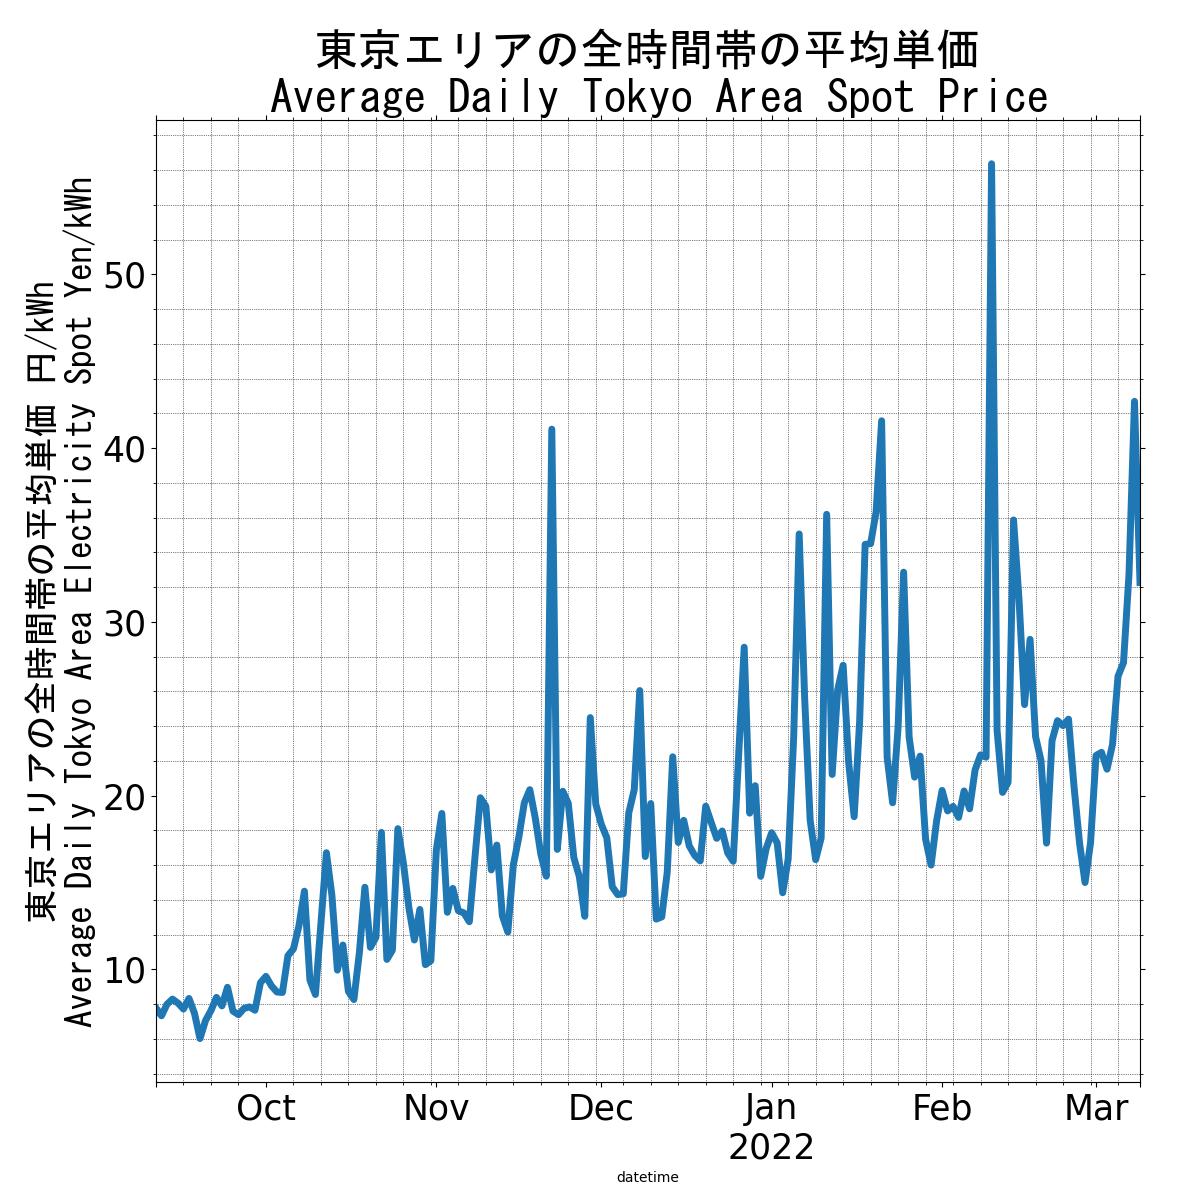 東京エリアの全時間帯の平均単価
Average Daily Tokyo Area Spot Price
東京エリアの全時間帯の平均単価 円/kWh
Average Daily Tokyo Area Electricity Spot Yen/kWh
50
40
30
20
10
Oct
Nov
Dec
Jan
2022
Feb
Mar
datetime